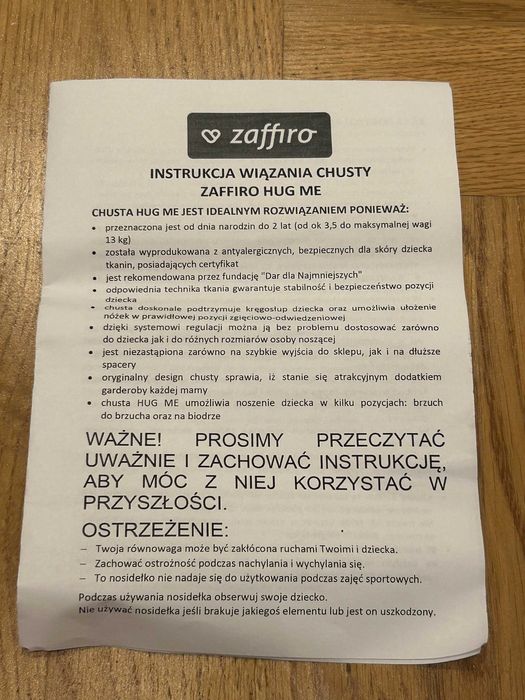 zaffiro
INSTRUKCJA WIĄZANIA CHUSTY
ZAFFIRO HUG ME
CHUSTA HUG ME JEST IDEALNYM ROZWIĄZANIEM PONIEWAŻ:
• przeznaczona jest od dnia narodzin do 2 lat (od ok 3,5 do maksymalnej wagi
13 kg)
• została wyprodukowana z antyalergicznych, bezpiecznych dla skóry dziecka
tkanin, posiadających certyfikat
• jest rekomendowana przez fundację "Dar dla Najmniejszych"
• odpowiednia technika tkania gwarantuje stabilność i bezpieczeństwo pozycji
dziecka
• chusta doskonale podtrzymuje kręgosłup dziecka oraz umożliwia ułożenie
nóżek w prawidłowej pozycji zgięciowo-odwiedzeniowej
• dzięki systemowi regulacji można ją bez problemu dostosować zarówno
do dziecka jak i do różnych rozmiarów osoby noszącej
• jest niezastąpiona zarówno na szybkie wyjścia do sklepu, jak i na dłuższe
spacery
• oryginalny design chusty sprawia, iż stanie się atrakcyjnym dodatkiem
garderoby każdej mamy
• chusta HUG ME umożliwia noszenie dziecka w kilku pozycjach: brzuch
do brzucha oraz na biodrze
WAŻNE! PROSIMY PRZECZYTAĆ
UWAŻNIE I ZACHOWAĆ INSTRUKCJĘ,
ABY MÓC Z NIEJ KORZYSTAĆ W
PRZYSZŁOŚCI.
OSTRZEŻENIE:
– Twoja równowaga może być zakłócona ruchami Twoimi i dziecka.
– Zachować ostrożność podczas nachylania i wychylania się.
– To nosidełko nie nadaje się do użytkowania podczas zajęć sportowych.
Podczas używania nosidełka obserwuj swoje dziecko.
Nie używać nosidełka jeśli brakuje jakiegoś elementu lub jest on uszkodzony.